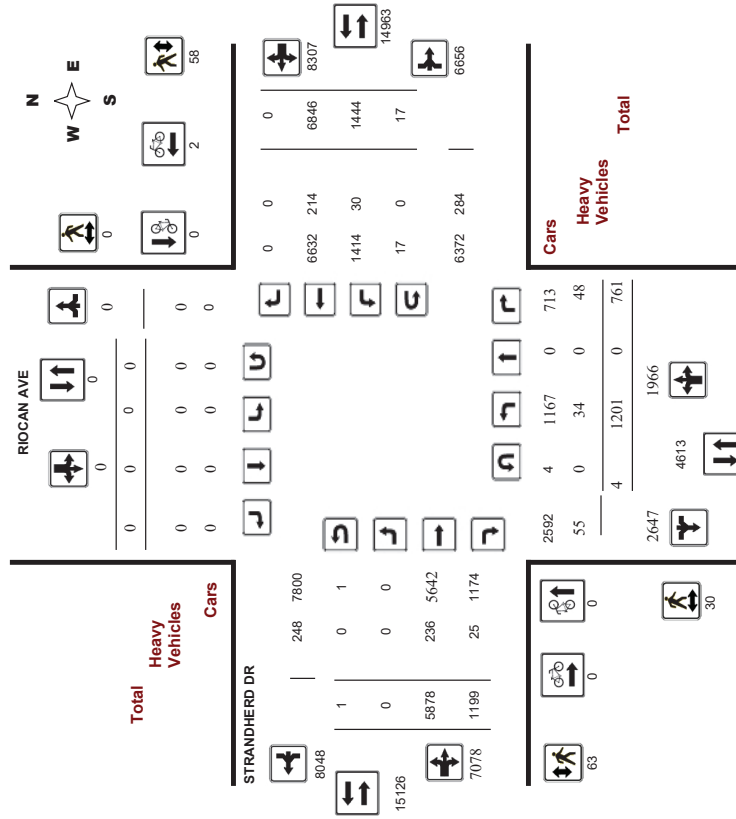 N
W E
S
0
0
2
58
RIOCAN AVE
0
0
0
0 0 0 0
0 0 0 0 0
0 0 0 0 0
Total
Heavy
Vehicles
Cars
8307
14963
6656
0 0 0
6632 214 6846
1414 30 1444
17 0 17
6372 284
STRANDHERD DR
248 7800
1 0 1
0 0 0
5878 236 5642
1199 25 1174
8048
15126
7078
Cars
Heavy
Vehicles
Total
2592 4 1167 0 713
55 0 34 0 48
4 1201 0 761
2647
4613
1966
63
0
0
30